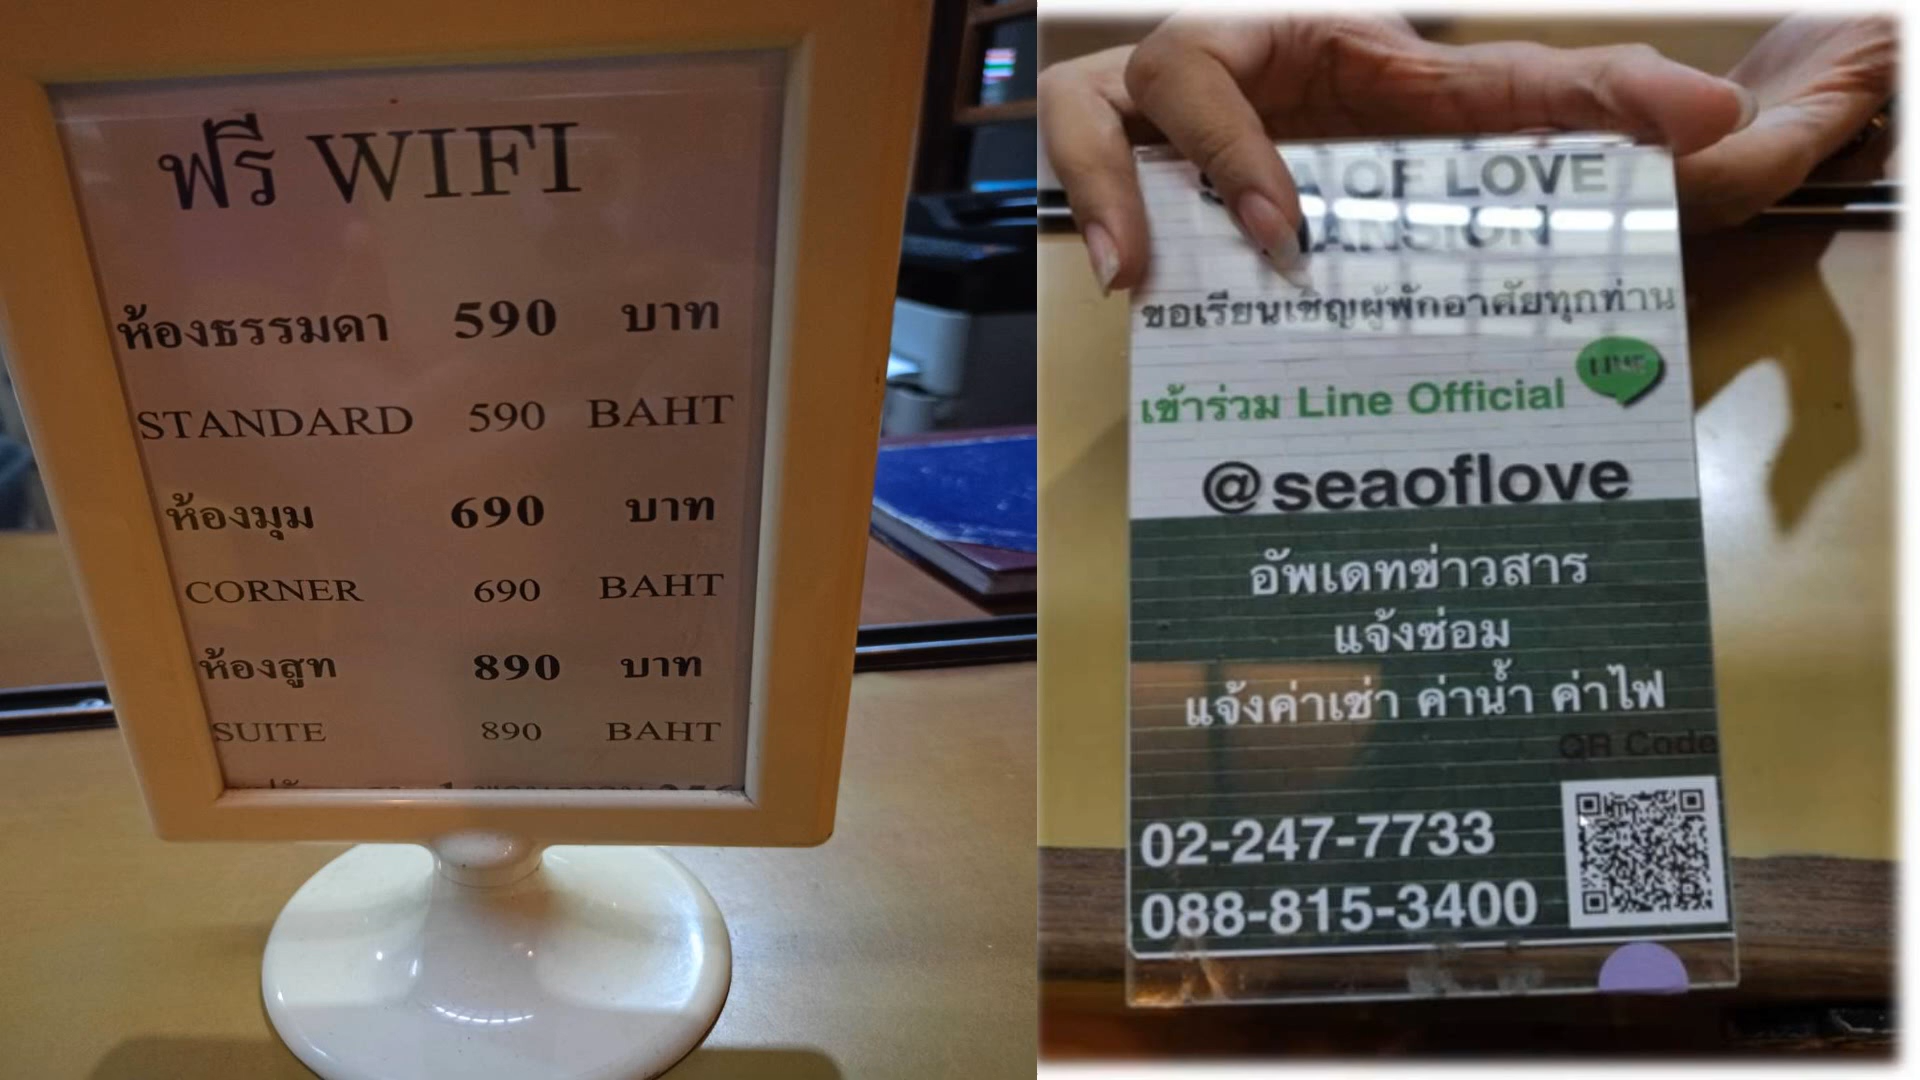 ฟรี WIFI
ห้องธรรมดา 590 บาท
STANDARD 590 BAHT
ห้องมุม 690 บาท
CORNER 690 BAHT
ห้องสูท 890 บาท
SUITE 890 BAHT
OF LOVE
ขอเรียนเชิญผู้พักอาศัยทุกท่าน
เข้าร่วม Line Official LINE
@seaoflove
อัพเดทข่าวสาร
แจ้งซ่อม
แจ้งค่าเช่า ค่าน้ำ ค่าไฟ
QR Code
02-247-7733
088-815-3400